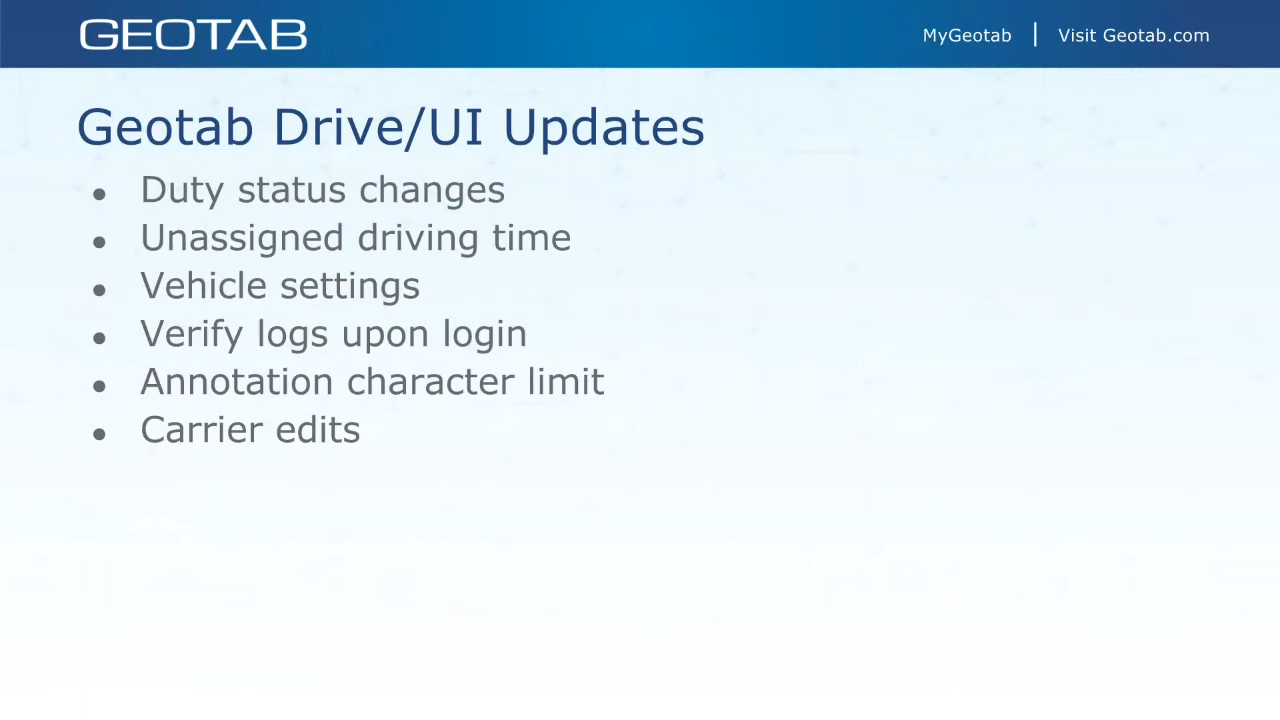 GEOTAB
MyGeotab | Visit Geotab.com
Geotab Drive/UI Updates
● Duty status changes
● Unassigned driving time
● Vehicle settings
● Verify logs upon login
● Annotation character limit
● Carrier edits